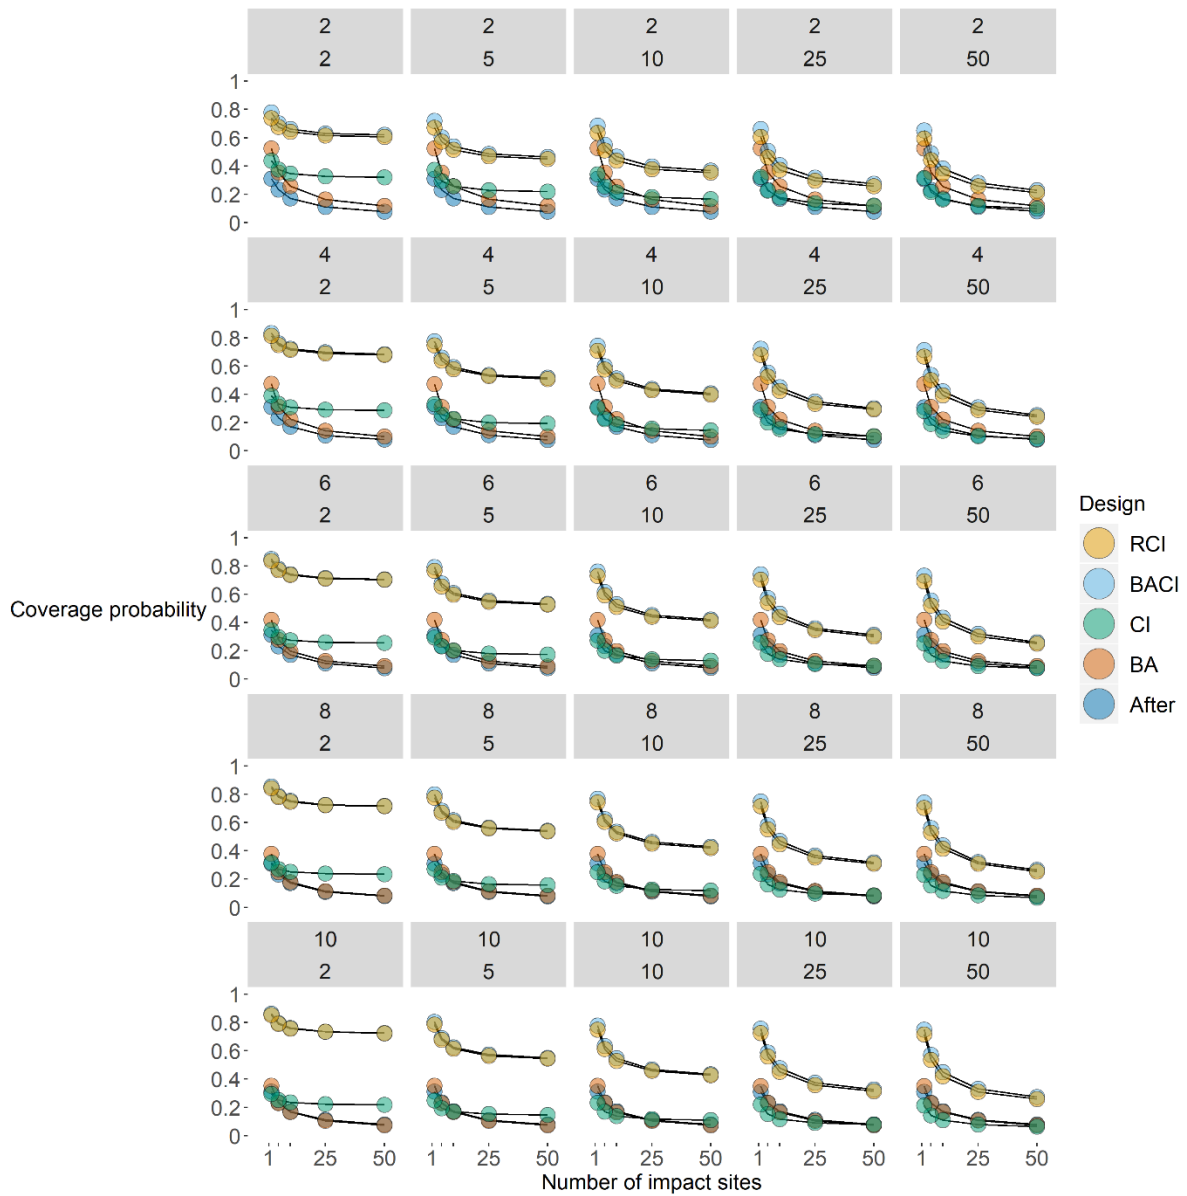 2 2 2 2 2
2 5 10 25 50
1
0.8
0.6
0.4
0.2
0
4 4 4 4 4
2 5 10 25 50
1
0.8
0.6
0.4
0.2
0
6 6 6 6 6
2 5 10 25 50
1
0.8
0.6
0.4
0.2
0
8 8 8 8 8
2 5 10 25 50
1
0.8
0.6
0.4
0.2
0
10 10 10 10 10
2 5 10 25 50
1
0.8
0.6
0.4
0.2
0
1 25 50 1 25 50 1 25 50 1 25 50 1 25 50
Number of impact sites
Coverage probability
Design
RCI
BACI
CI
BA
After